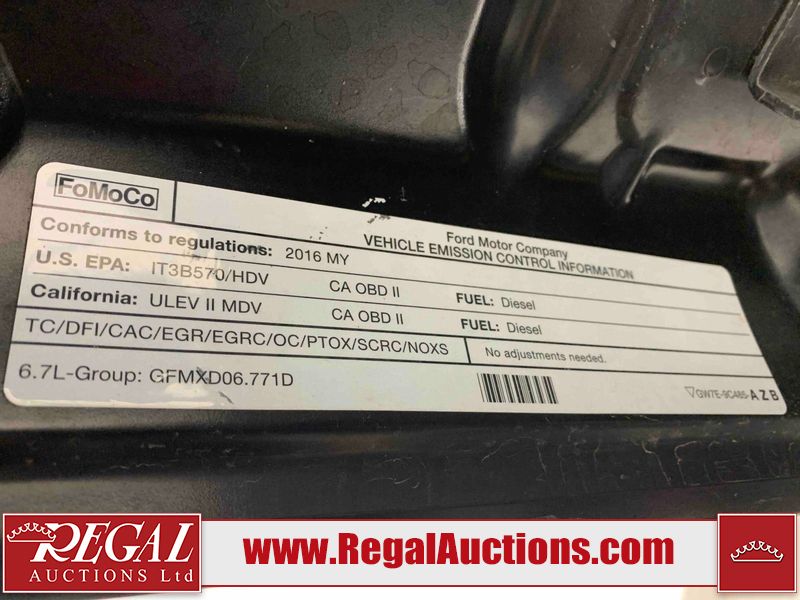 FoMoCo
Ford Motor Company
VEHICLE EMISSION CONTROL INFORMATION
Conforms to regulations: 2016 MY
U.S. EPA: IT3B570/HDV CA OBD II FUEL: Diesel
California: ULEV II MDV CA OBD II FUEL: Diesel
TC/DFI/CAC/EGR/EGRC/OC/PTOX/SCRC/NOXS No adjustments needed.
6.7L-Group: GFMXD06.771D
GW7E-9C485-AZB
REGAL
AUCTIONS Ltd
www.RegalAuctions.com